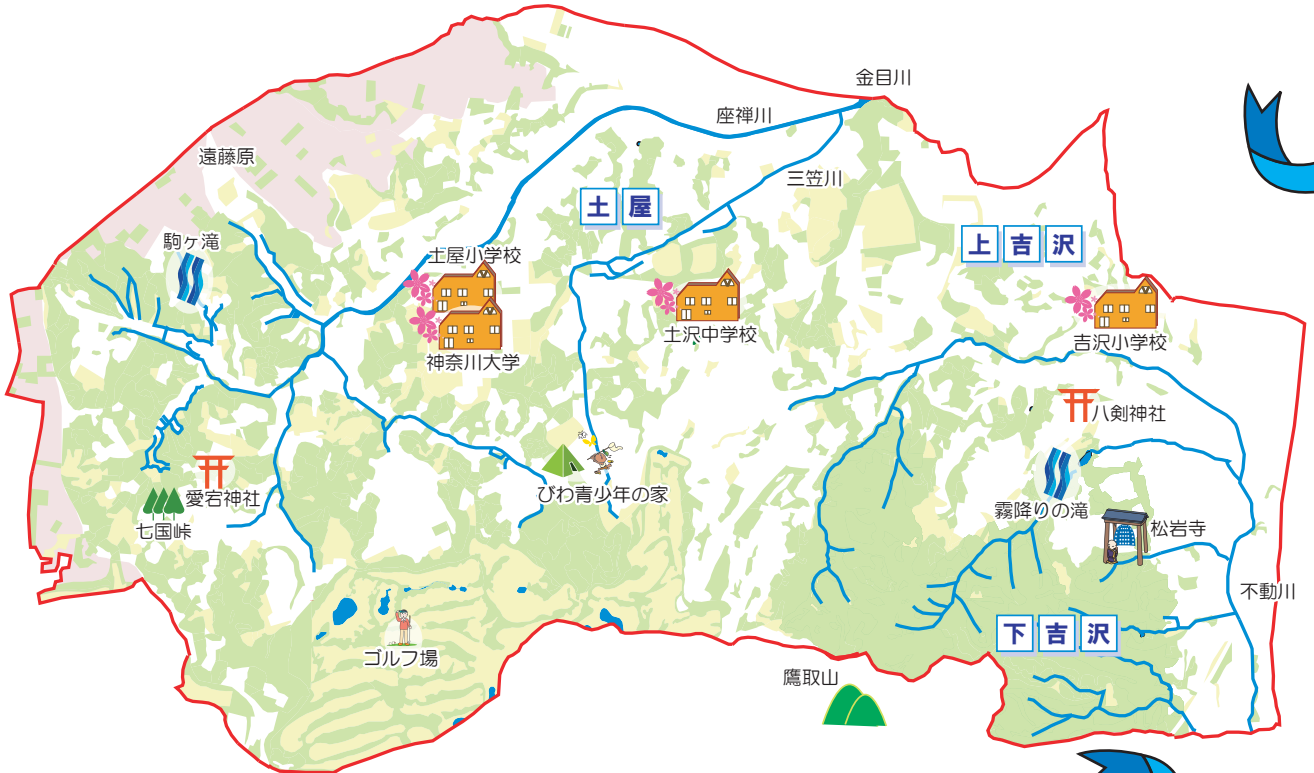 金目川
座禅川
遠藤原
三笠川
土屋
駒ヶ滝
上吉沢
土屋小学校
土沢中学校
吉沢小学校
神奈川大学
八剣神社
愛宕神社
びわ青少年の家
霧降りの滝
松岩寺
七国峠
不動川
下吉沢
ゴルフ場
鷹取山